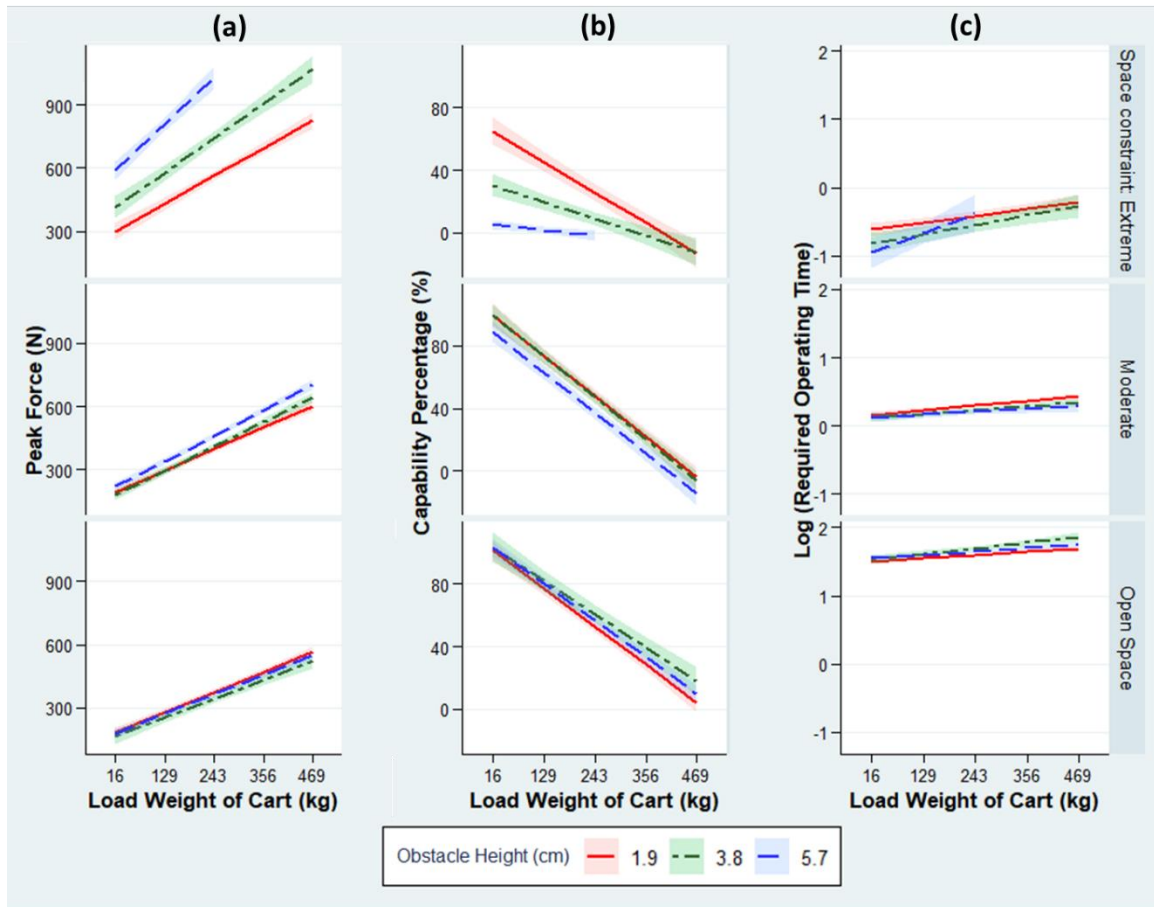 (a)
(b)
(c)
Peak Force (N)
900
600
300
900
600
300
900
600
300
16 129 243 356 469
Load Weight of Cart (kg)
Capability Percentage (%)
80
40
0
80
40
0
80
40
0
16 129 243 356 469
Load Weight of Cart (kg)
Log (Required Operating Time)
2
1
0
-1
2
1
0
-1
2
1
0
-1
16 129 243 356 469
Load Weight of Cart (kg)
Space constraint: Extreme
Moderate
Open Space
Obstacle Height (cm) 1.9 3.8 5.7